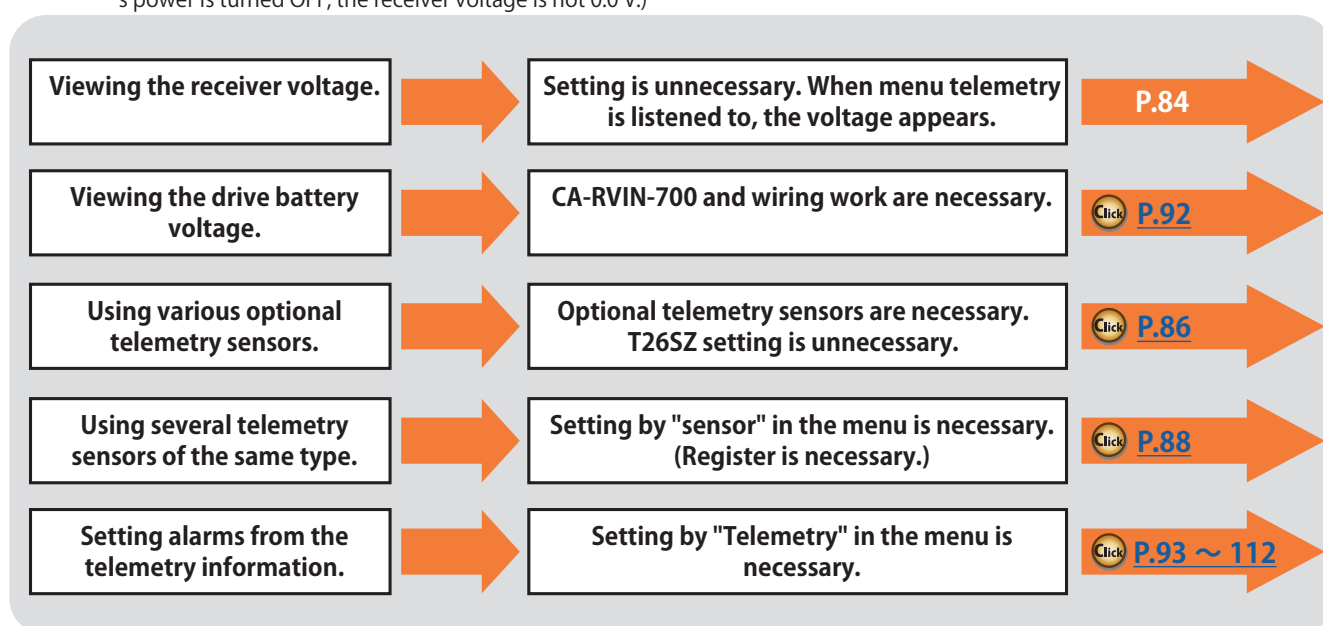 s power is turned OFF, the receiver voltage is not 0.0 V.)
Viewing the receiver voltage.
Setting is unnecessary. When menu telemetry
is listened to, the voltage appears.
P.84
Viewing the drive battery
voltage.
CA-RVIN-700 and wiring work are necessary.
Click P.92
Using various optional
telemetry sensors.
Optional telemetry sensors are necessary.
T26SZ setting is unnecessary.
Click P.86
Using several telemetry
sensors of the same type.
Setting by "sensor" in the menu is necessary.
(Register is necessary.)
Click P.88
Setting alarms from the
telemetry information.
Setting by "Telemetry" in the menu is
necessary.
Click P.93 ～ 112